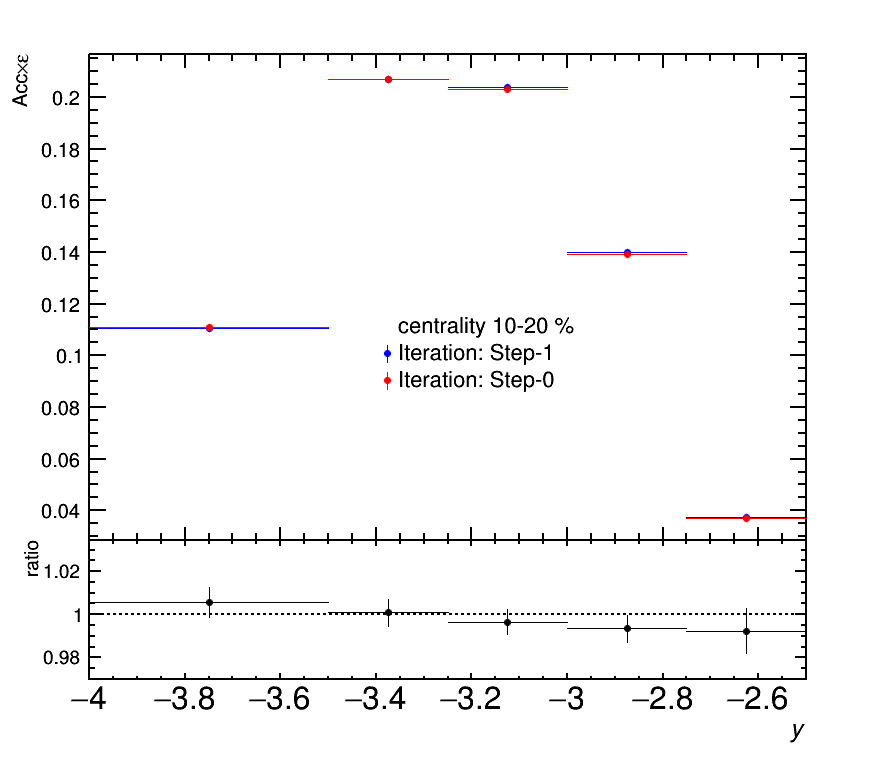 Acc×ε
0.2
0.18
0.16
0.14
0.12
0.1
0.08
0.06
0.04
centrality 10-20 %
Iteration: Step-1
Iteration: Step-0
ratio
1.02
1
0.98
−4 −3.8 −3.6 −3.4 −3.2 −3 −2.8 −2.6
y